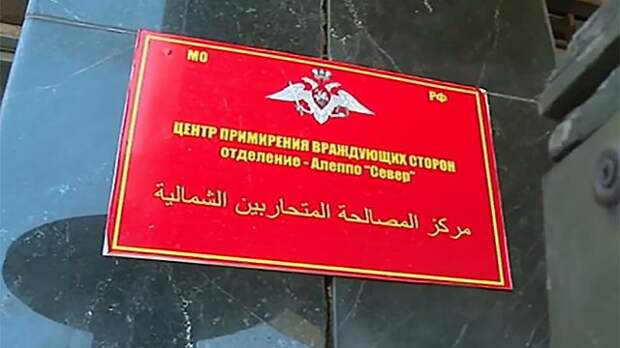 МО РФ
ЦЕНТР ПРИМИРЕНИЯ ВРАЖДУЮЩИХ СТОРОН
отделение - Алеппо "Север"
مركز المصالحة المتحاربين الشمالية